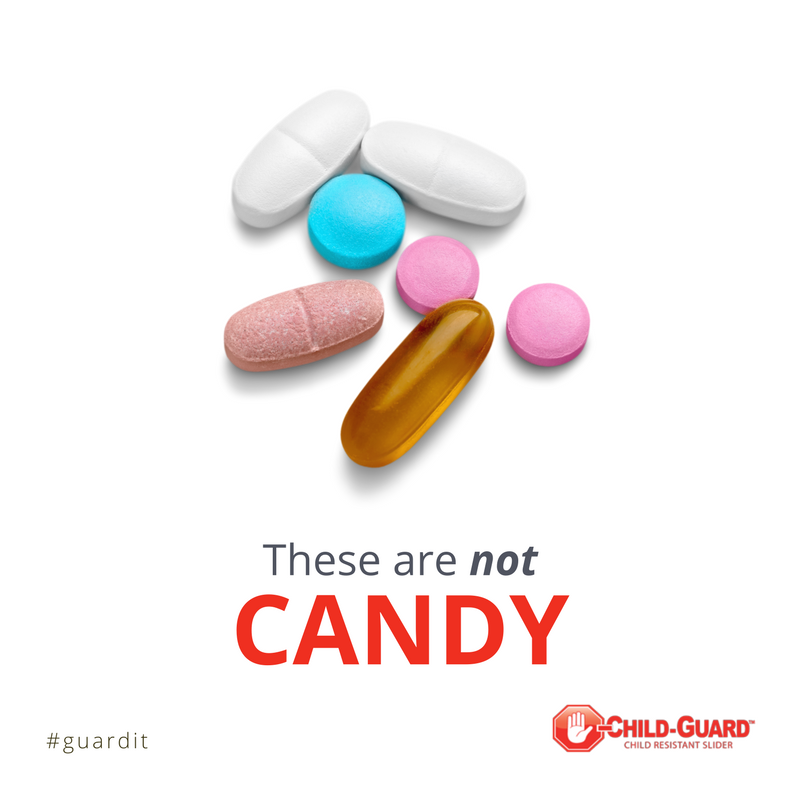 These are not
CANDY
#guardit
CHILD-GUARD™
CHILD RESISTANT SLIDER